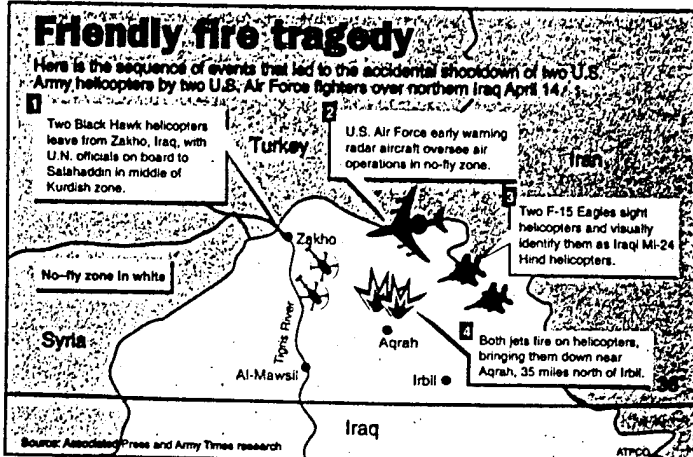 Friendly fire tragedy
Here is the sequence of events that led to the accidental shootdown of two U.S.
Army helicopters by two U.S. Air Force fighters over northern Iraq April 14.
1
Two Black Hawk helicopters
leave from Zakho, Iraq, with
U.N. officials on board to
Salahaddin in middle of
Kurdish zone.
Turkey
2
U.S. Air Force early warning
radar aircraft oversee air
operations in no-fly zone.
Iran
3
Two F-15 Eagles sight
helicopters and visually
identify them as Iraqi MI-24
Hind helicopters.
Zakho
No-fly zone in white
Syria
Tigris River
Aqrah
4
Both jets fire on helicopters,
bringing them down near
Aqrah, 35 miles north of Irbil.
Al-Mawsil
Irbil
36
Iraq
Source: Associated Press and Army Times research
ATPCO